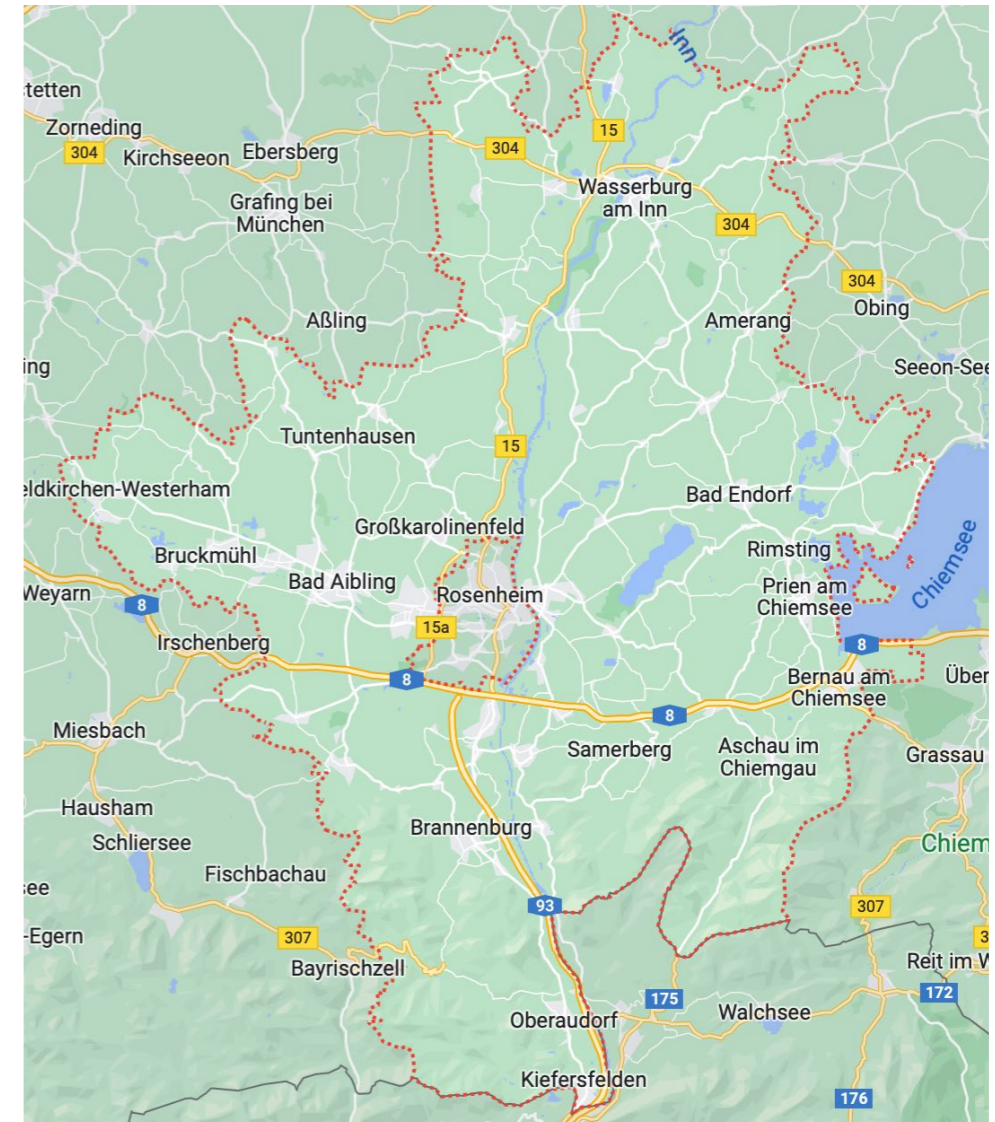 Inn
tetten
Zorneding
304
Kirchseeon
Ebersberg
304
15
Wasserburg
am Inn
Grafing bei
München
304
304
Obing
Aßling
Amerang
ing
Seeon-See
Tuntenhausen
15
eldkirchen-Westerham
Bad Endorf
Großkarolinenfeld
Bruckmühl
Rimsting
Chiemsee
Weyarn
8
Bad Aibling
Rosenheim
Prien am
Chiemsee
15a
Irschenberg
8
8
Bernau am
Chiemsee
Über
8
Miesbach
Samerberg
Aschau im
Chiemgau
Grassau
Hausham
Schliersee
Brannenburg
Chiem
see
Fischbachau
93
307
-Egern
307
3
Bayrischzell
Reit im W
175
172
Oberaudorf
Walchsee
Kiefersfelden
176